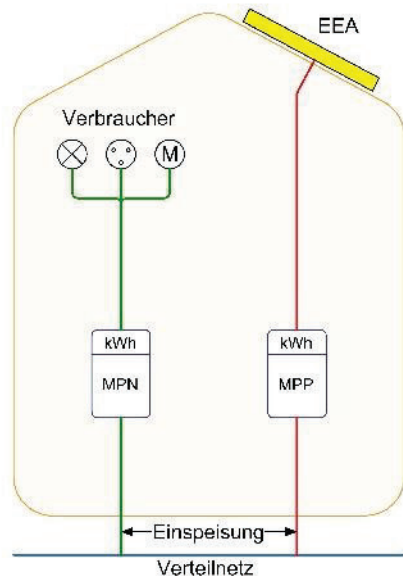 EEA
Verbraucher
M
kWh
MPN
kWh
MPP
Einspeisung
Verteilnetz